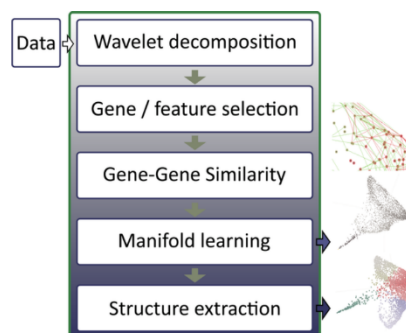 Data
Wavelet decomposition
Gene / feature selection
Gene-Gene Similarity
Manifold learning
Structure extraction